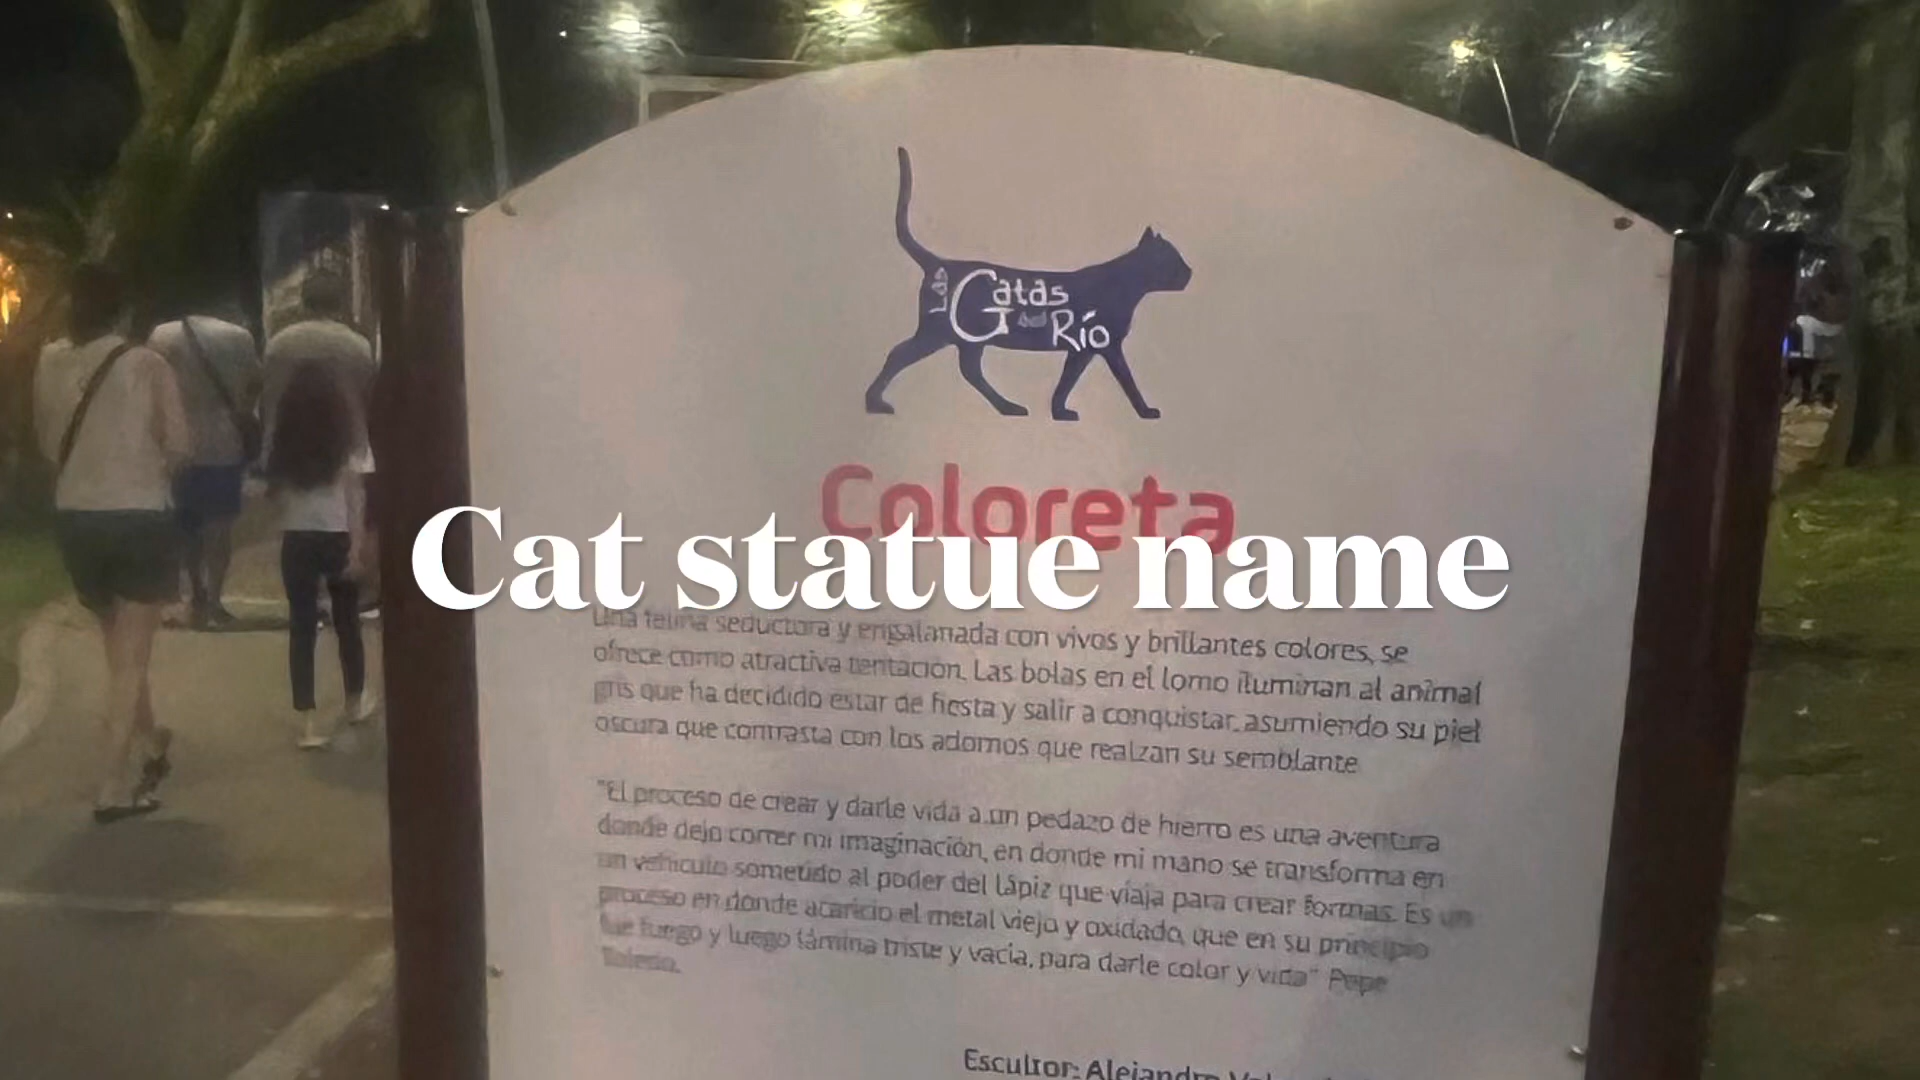 Las
Gatas
del
Río
Coloreta
Cat statue name
Una felina seductora y engalanada con vivos y brillantes colores, se
ofrece como atractiva tentación. Las bolas en el lomo iluminan al animal
gris que ha decidido estar de fiesta y salir a conquistar, asumiendo su piel
oscura que contrasta con los adornos que realzan su semblante
"El proceso de crear y darle vida a un pedazo de hierro es una aventura
donde dejo correr mi imaginación, en donde mi mano se transforma en
un vehículo sometido al poder del lápiz que viaja para crear formas. Es un
proceso en donde acaricio el metal viejo y oxidado, que en su principio
fue fuego y luego lámina triste y vacía, para darle color y vida" Pepe
Toledo.
Escultor: Alejandro